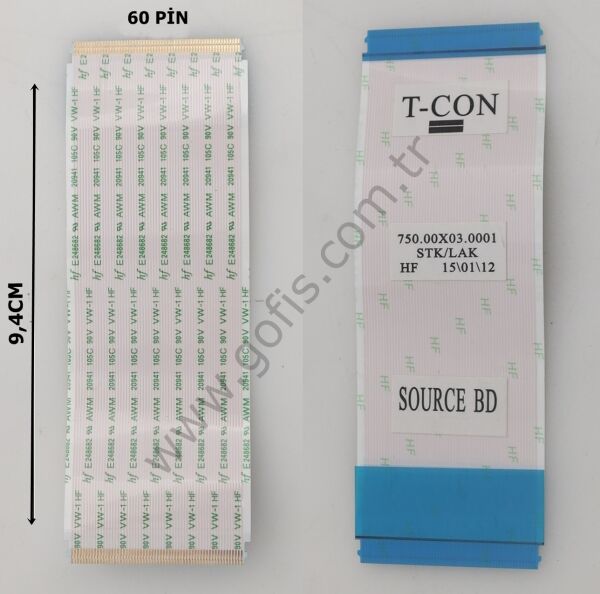 60 PİN
9,4CM
hf E248682 AWM 20941 105C 90V VW-1 HF
T-CON
750.00X03.0001
STK/LAK
HF 15\01\12
SOURCE BD
HF
www.gofis.com.tr